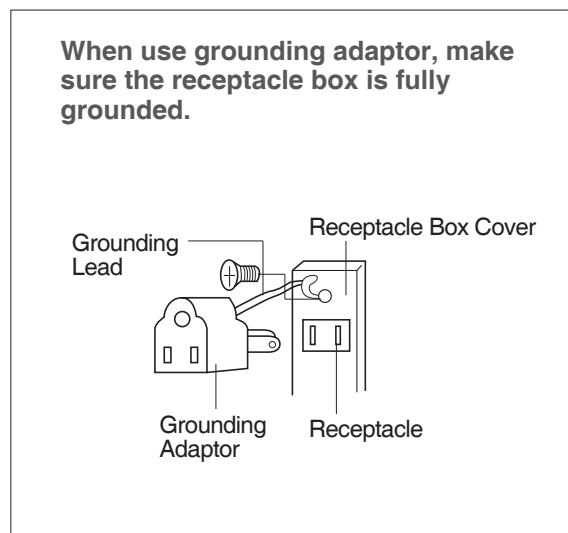 When use grounding adaptor, make
sure the receptacle box is fully
grounded.
Receptacle Box Cover
Grounding
Lead
Grounding
Adaptor
Receptacle